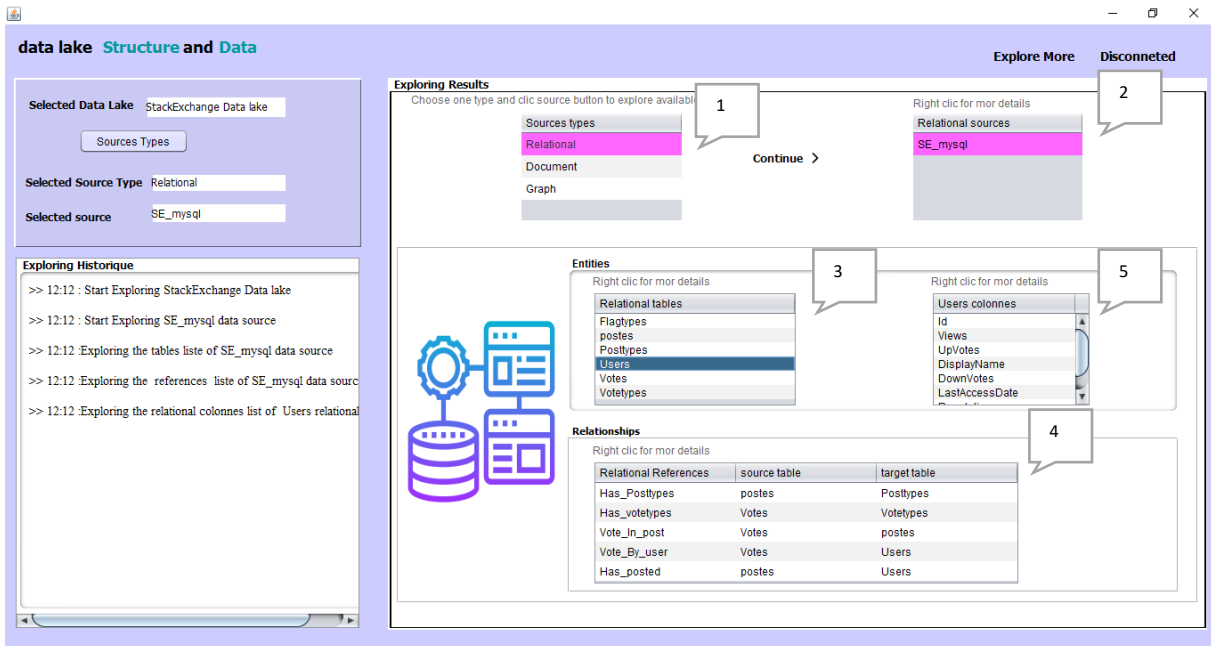 data lake Structure and Data
Explore More
Disconneted
Selected Data Lake StackExchange Data lake
Sources Types
Selected Source Type Relational
Selected source SE_mysql
Exploring Historique
>> 12:12 : Start Exploring StackExchange Data lake
>> 12:12 : Start Exploring SE_mysql data source
>> 12:12 :Exploring the tables liste of SE_mysql data source
>> 12:12 :Exploring the references liste of SE_mysql data sourc
>> 12:12 :Exploring the relational colonnes list of Users relational
Exploring Results
Choose one type and clic source button to explore availabl
1
Sources types
Relational
Document
Graph
Continue >
Right clic for mor details
2
Relational sources
SE_mysql
Entities
Right clic for mor details
3
Relational tables
Flagtypes
postes
Posttypes
Users
Votes
Votetypes
Right clic for mor details
5
Users colonnes
Id
Views
UpVotes
DisplayName
DownVotes
LastAccessDate
Relationships
Right clic for mor details
4
Relational References source table target table
Has_Posttypes postes Posttypes
Has_votetypes Votes Votetypes
Vote_In_post Votes postes
Vote_By_user Votes Users
Has_posted postes Users